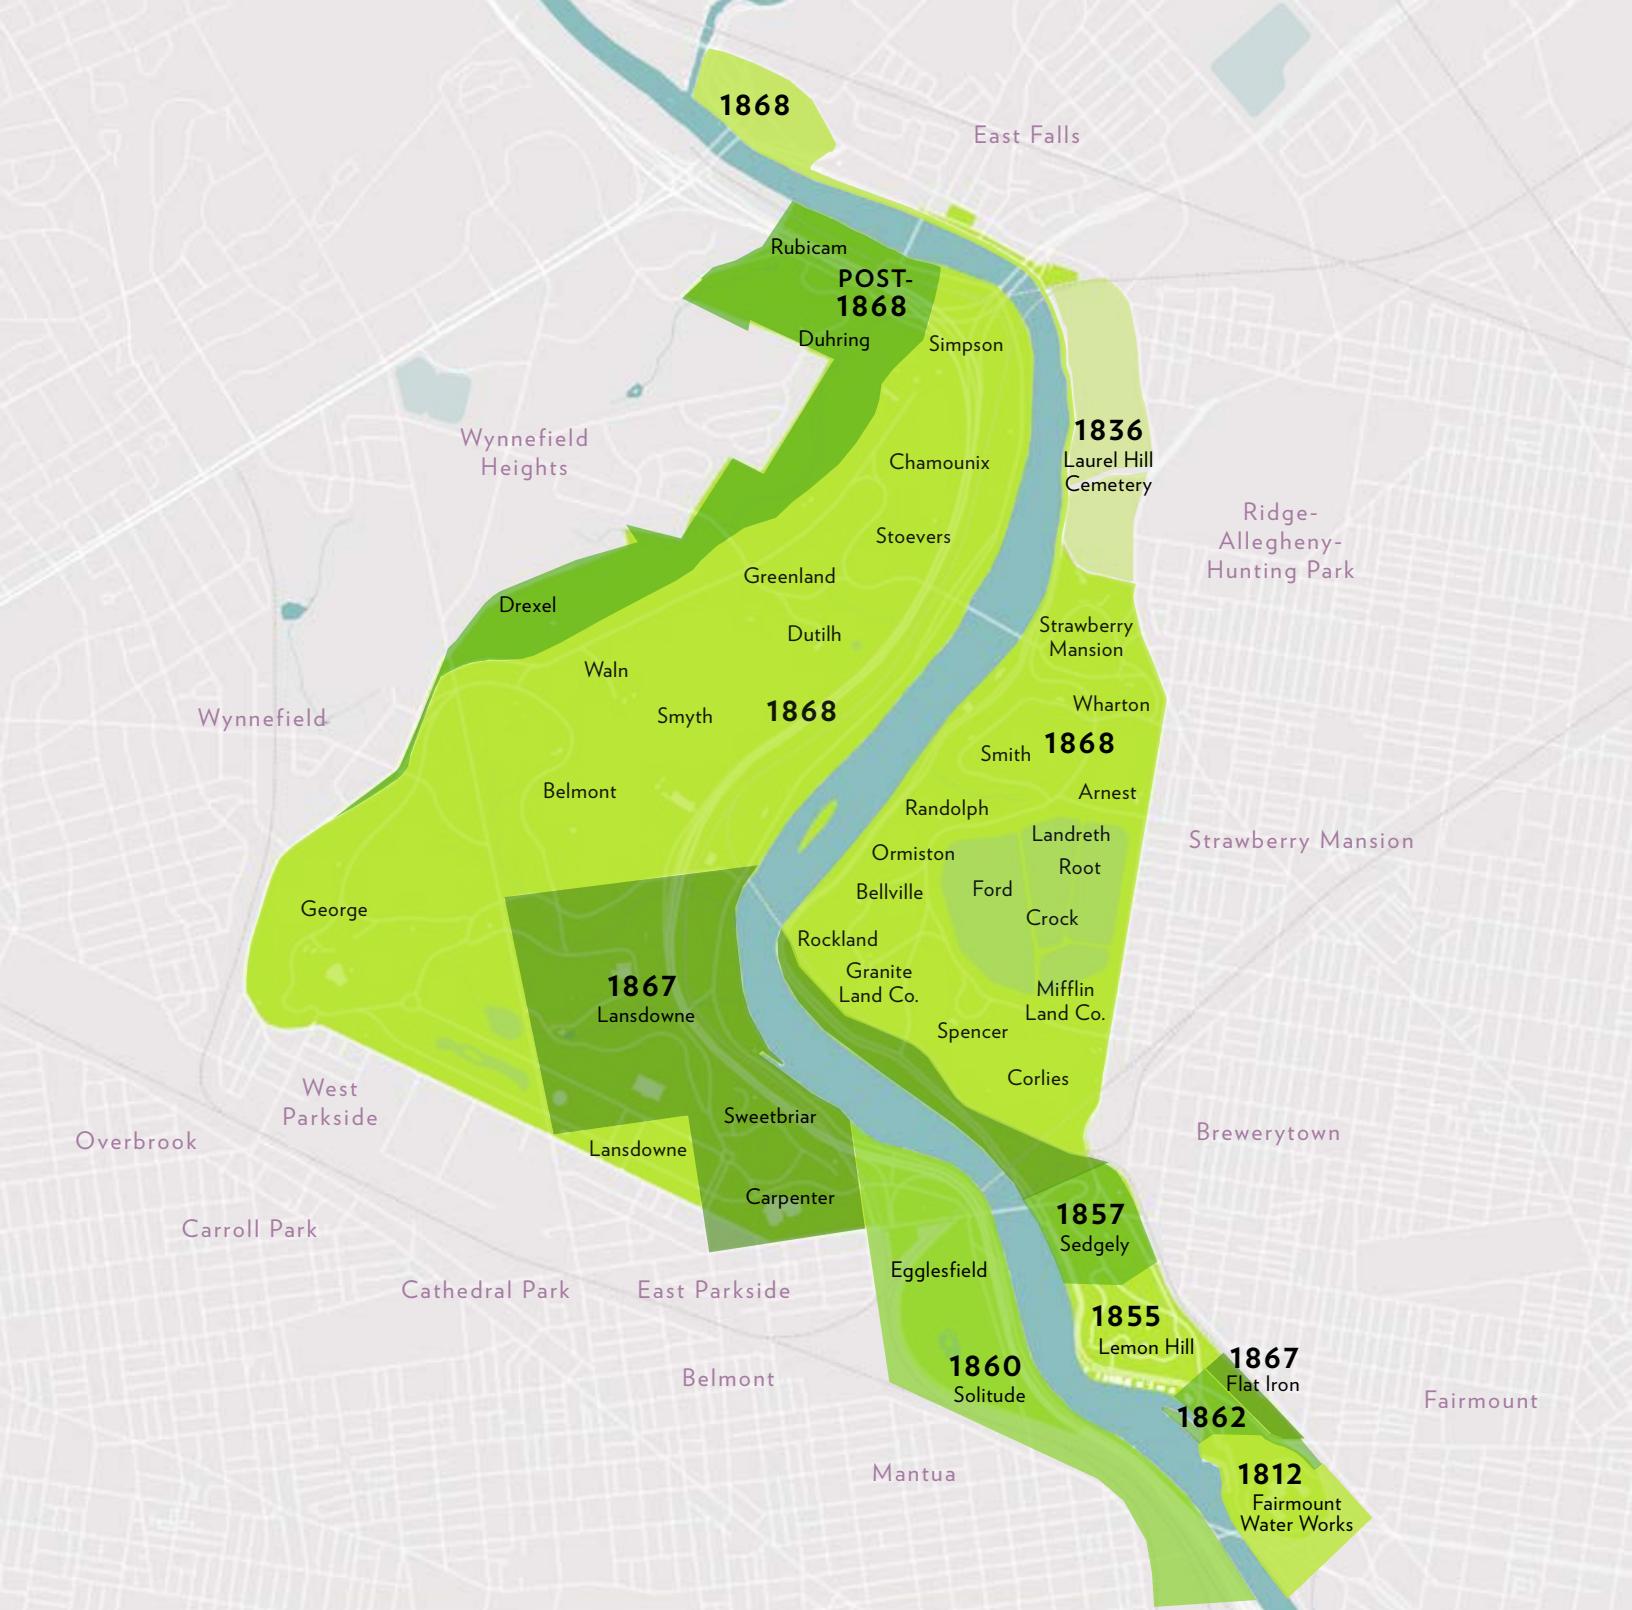 1868
East Falls
Rubicam
POST-
1868
Duhring
Simpson
1836
Laurel Hill
Cemetery
Wynnefield
Heights
Chamounix
Ridge-
Allegheny-
Hunting Park
Stoevers
Greenland
Drexel
Dutilh
Strawberry
Mansion
Waln
Wharton
Wynnefield
Smyth
1868
Smith
1868
Belmont
Arnest
Randolph
Landreth
Strawberry Mansion
Ormiston
Root
Bellville
Ford
George
Crock
Rockland
Granite
Land Co.
1867
Lansdowne
Mifflin
Land Co.
Spencer
Corlies
West
Parkside
Sweetbriar
Overbrook
Lansdowne
Brewerytown
Carpenter
Carroll Park
1857
Sedgely
Egglesfield
Cathedral Park
East Parkside
1855
Lemon Hill
1867
Flat Iron
1860
Solitude
Belmont
Fairmount
1862
Mantua
1812
Fairmount
Water Works